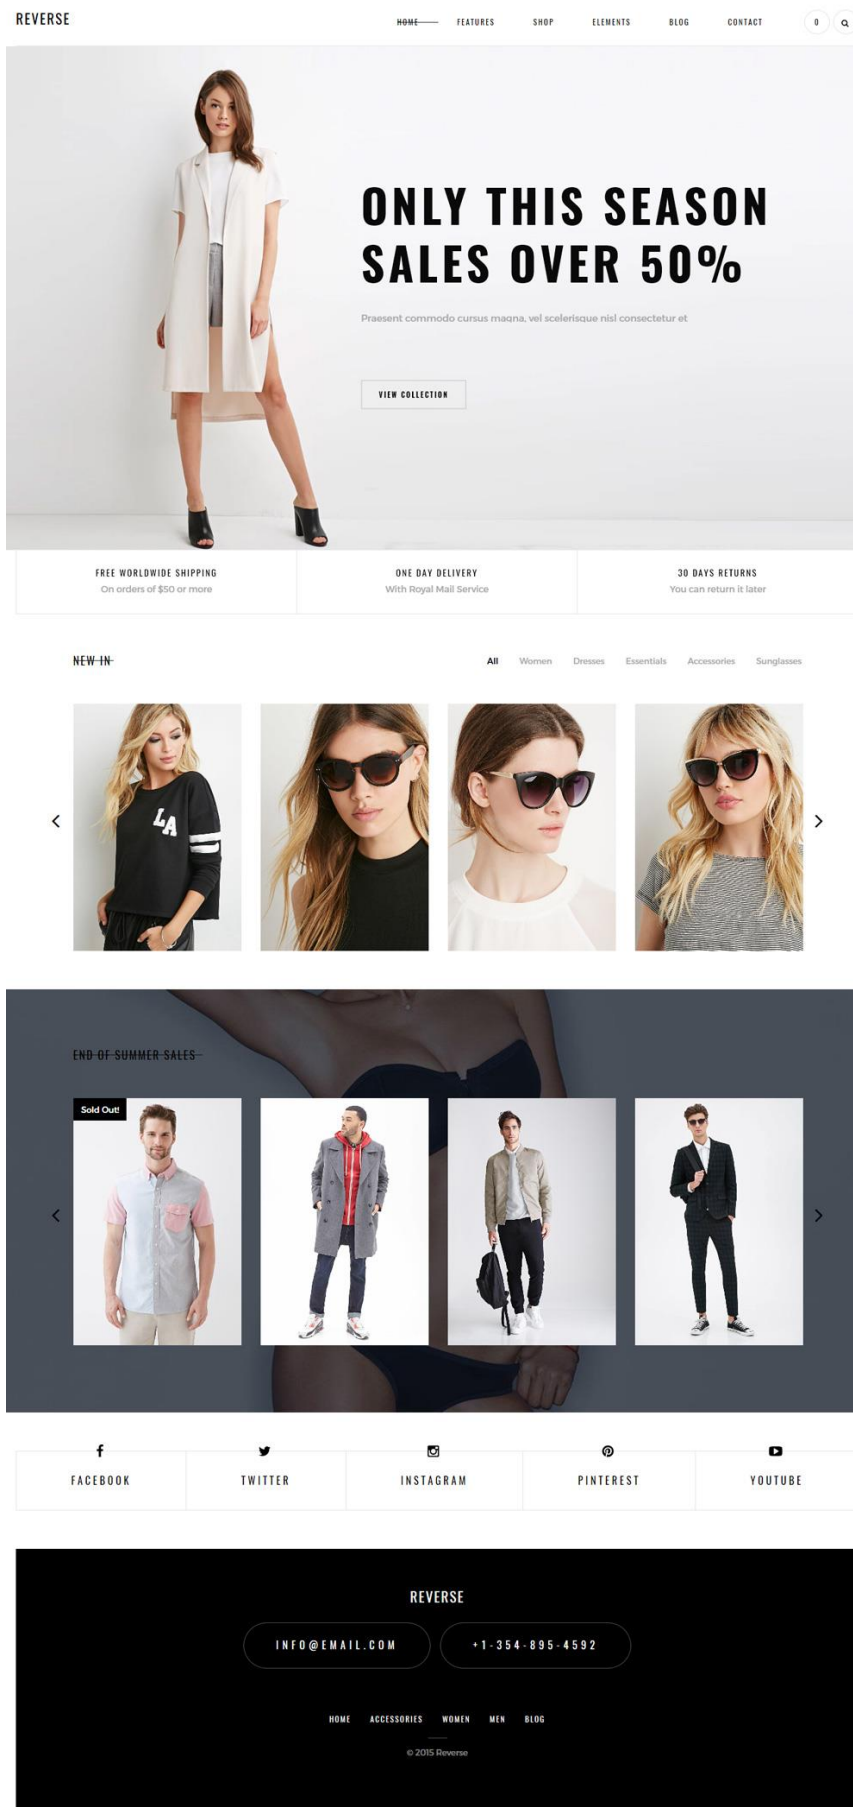 REVERSE
HOME FEATURES SHOP ELEMENTS BLOG CONTACT 0
ONLY THIS SEASON
SALES OVER 50%
Praesent commodo cursus magna, vel scelerisque nisl consectetur et
VIEW COLLECTION
FREE WORLDWIDE SHIPPING
On orders of $50 or more
ONE DAY DELIVERY
With Royal Mail Service
30 DAYS RETURNS
You can return it later
NEW IN
All Women Dresses Essentials Accessories Sunglasses
LA
END OF SUMMER SALES
Sold Out!
FACEBOOK
TWITTER
INSTAGRAM
PINTEREST
YOUTUBE
REVERSE
INFO@EMAIL.COM
+1-354-895-4592
HOME ACCESSORIES WOMEN MEN BLOG
© 2015 Reverse